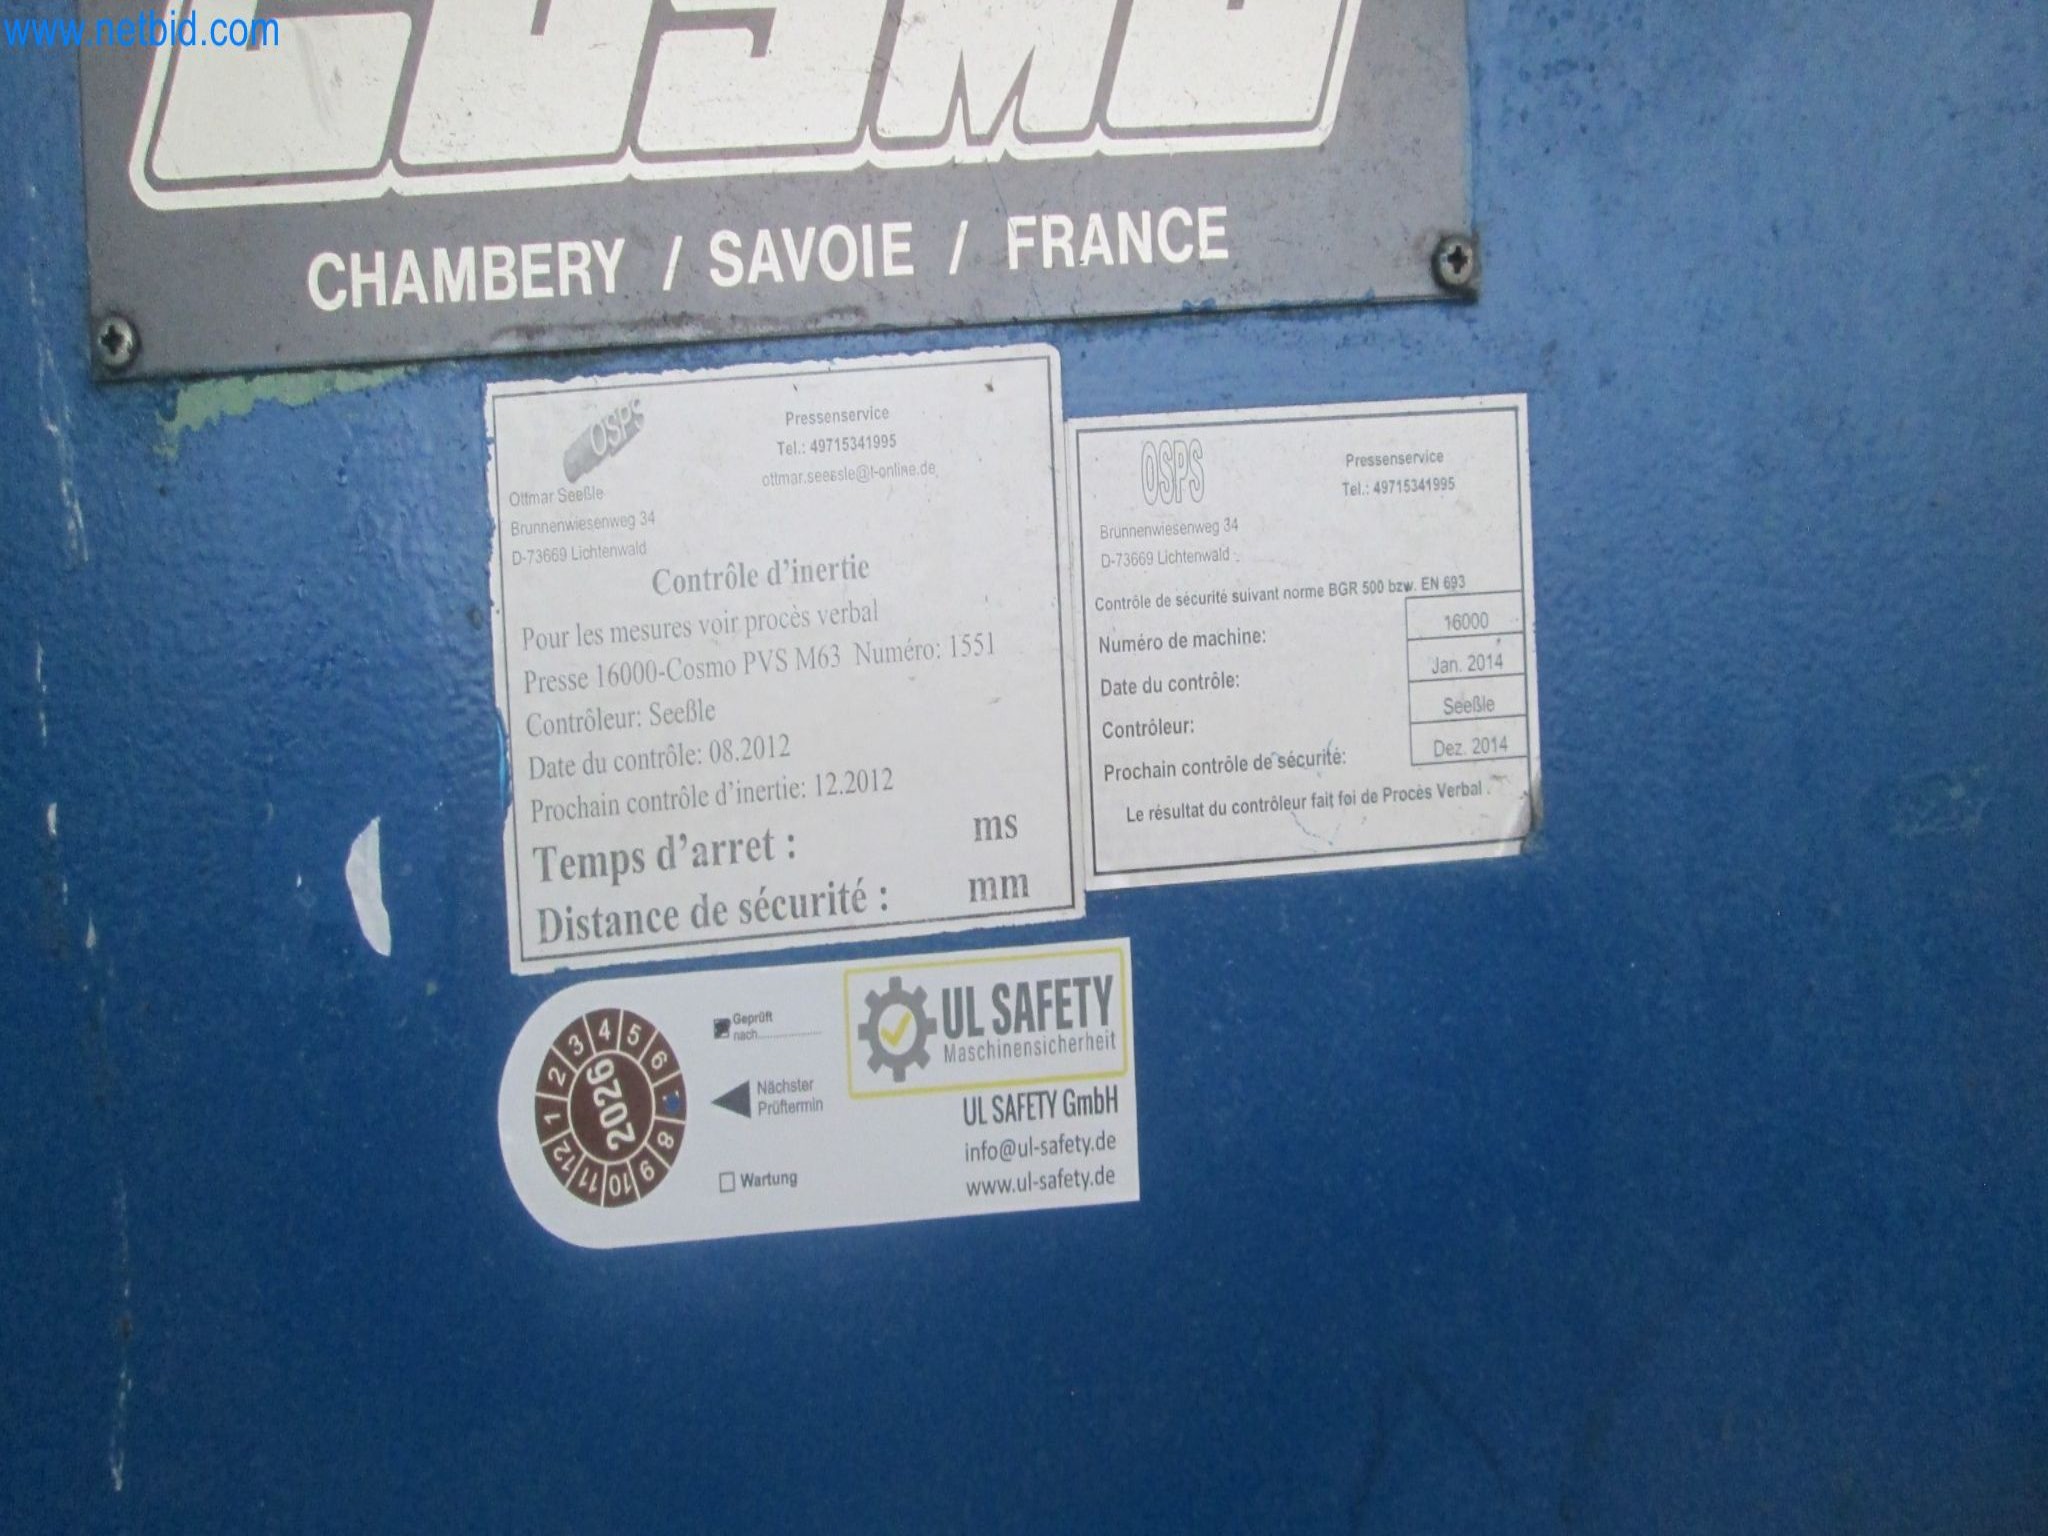 www.netbid.com
COSMO
CHAMBERY / SAVOIE / FRANCE
OSPS
Pressenservice
Tel.: 49715341995
ottmar.seessle@t-online.de
Ottmar Seeßle
Brunnenwiesenweg 34
D-73669 Lichtenwald
Contrôle d'inertie
Pour les mesures voir procès verbal
Presse 16000-Cosmo PVS M63 Numéro: 1551
Contrôleur: Seeßle
Date du contrôle: 08.2012
Prochain contrôle d'inertie: 12.2012
Temps d'arret : ms
Distance de sécurité : mm
OSPS
Pressenservice
Tel.: 49715341995
Brunnenwiesenweg 34
D-73669 Lichtenwald
Contrôle de sécurité suivant norme BGR 500 bzw. EN 693
Numéro de machine: 16000
Date du contrôle: Jan. 2014
Contrôleur: Seeßle
Prochain contrôle de sécurité: Dez. 2014
Le résultat du contrôleur fait foi de Procès Verbal .
1 2 3 4 5 6 8 9 10 11 12
2026
Geprüft
nach
Nächster
Prüftermin
Wartung
UL SAFETY
Maschinensicherheit
UL SAFETY GmbH
info@ul-safety.de
www.ul-safety.de